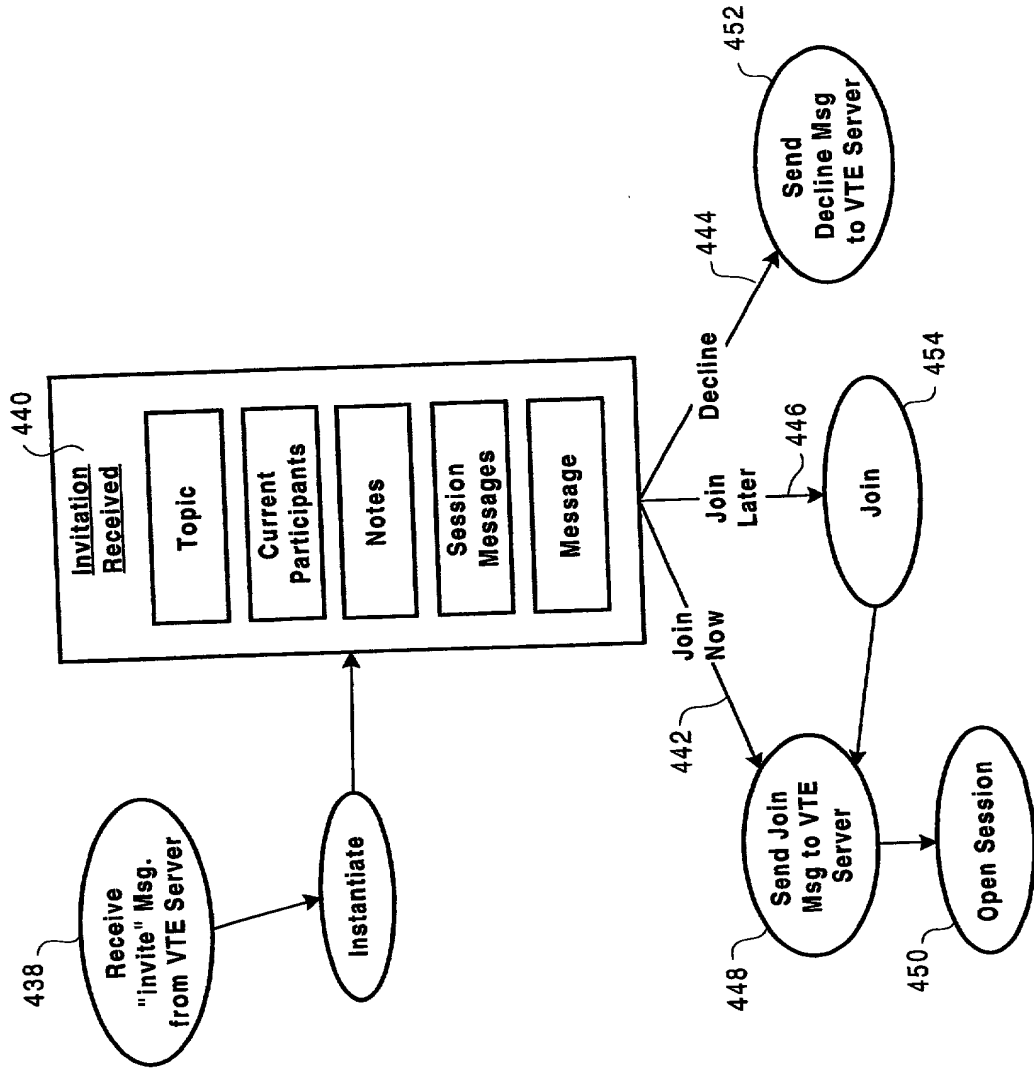 438
Receive
"invite" Msg.
from VTE Server
Instantiate
440
Invitation
Received
Topic
Current
Participants
Notes
Session
Messages
Message
Join
Now
442
Join
Later
446
Decline
444
Send Join
Msg to VTE
Server
448
Open Session
450
Join
454
Send
Decline Msg
to VTE Server
452